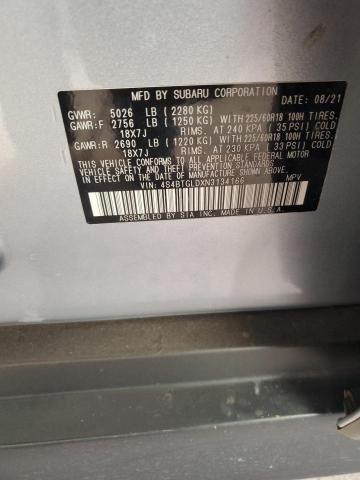 MFD BY SUBARU CORPORATION DATE: 08/21
GVWR: 5026 LB (2280 KG)
GAWR:F 2756 LB (1250 KG) WITH 225/60R18 100H TIRES.
18X7J RIMS. AT 240 KPA (35 PSI) COLD
GAWR:R 2690 LB (1220 KG) WITH 225/60R18 100H TIRES.
18X7J RIMS. AT 230 KPA (33 PSI) COLD
THIS VEHICLE CONFORMS TO ALL APPLICABLE FEDERAL MOTOR
VEHICLE SAFETY AND THEFT PREVENTION STANDARDS
IN EFFECT ON THE DATE OF MANUFACTURE SHOWN ABOVE.
VIN: 4S4BTGLDXN3134166 MPV
ASSEMBLED BY SIA INC. MADE IN U.S.A.